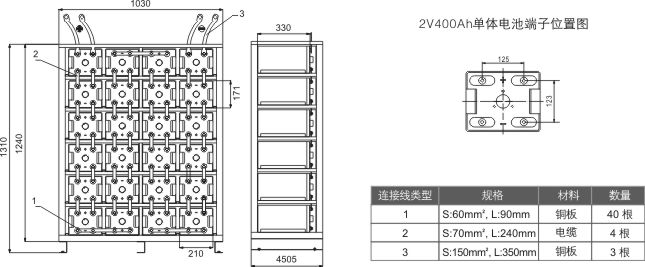 1030
3
2
171
1310
1240
1
210
330
4505
2V400Ah单体电池端子位置图
125
123
连接线类型 规格 材料 数量
1 S:60mm², L:90mm 铜板 40 根
2 S:70mm², L:240mm 电缆 4 根
3 S:150mm², L:350mm 铜板 3 根